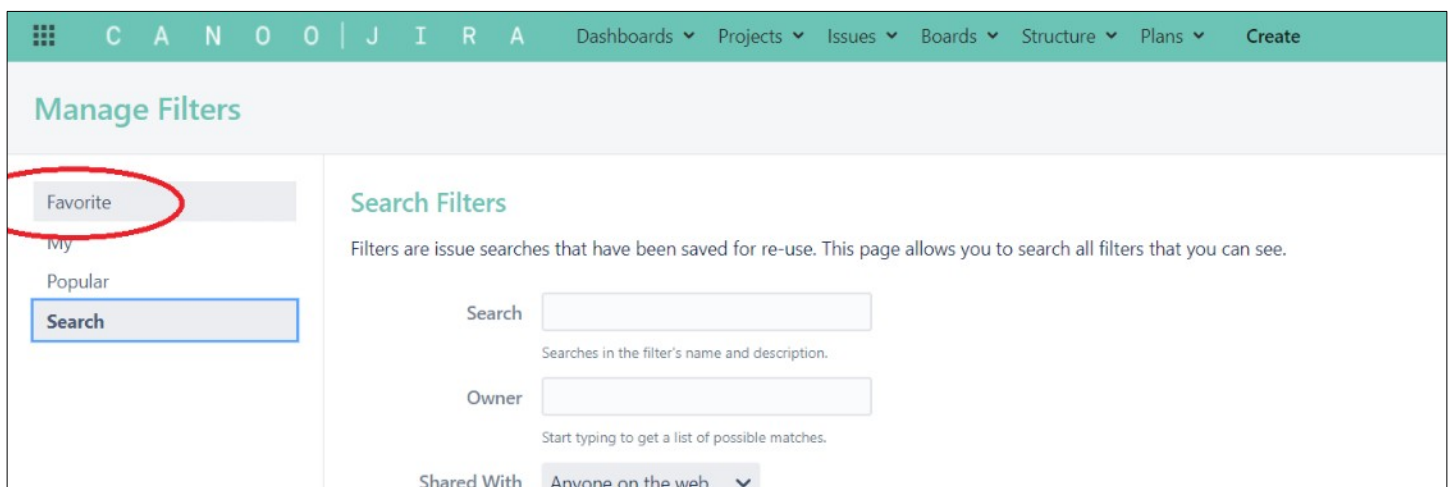 CANOO|JIRA Dashboards Projects Issues Boards Structure Plans Create
Manage Filters
Favorite
My
Popular
Search
Search Filters
Filters are issue searches that have been saved for re-use. This page allows you to search all filters that you can see.
Search
Searches in the filter's name and description.
Owner
Start typing to get a list of possible matches.
Shared With Anyone on the web